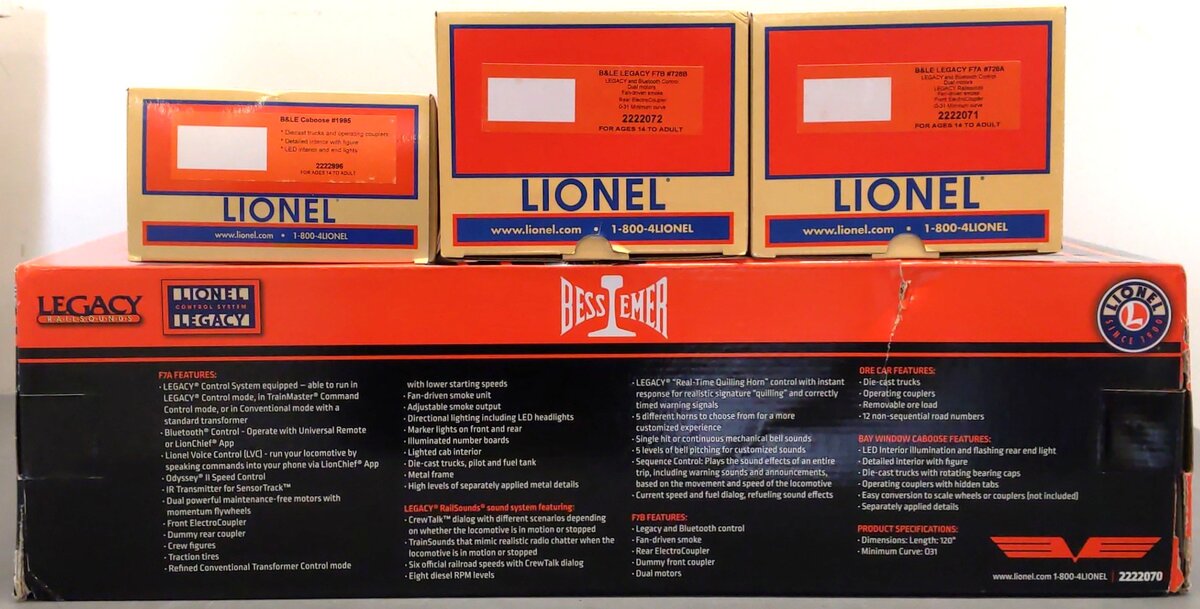 B&LE Caboose #1995
* Diecast trucks and operating couplers
* Detailed interior with figure
* LED interior and end lights
2222996
FOR AGES 14 TO ADULT
LIONEL
www.lionel.com • 1-800-4LIONEL
B&LE LEGACY F7B #728B
LEGACY and Bluetooth Control
Dual motors
Fan-driven smoke
Rear ElectroCoupler
O-31 Minimum curve
2222072
FOR AGES 14 TO ADULT
LIONEL
www.lionel.com • 1-800-4LIONEL
B&LE LEGACY F7A #728A
LEGACY and Bluetooth Control
Dual motors
LEGACY Railsounds
Fan-driven smoke
Front ElectroCoupler
O-31 Minimum curve
2222071
FOR AGES 14 TO ADULT
LIONEL
www.lionel.com • 1-800-4LIONEL
LEGACY
RAILSOUNDS
LIONEL
CONTROL SYSTEM
LEGACY
BESSEMER
LIONEL
L
SINCE 1900
F7A FEATURES:
· LEGACY® Control System equipped – able to run in
LEGACY® Control mode, in TrainMaster® Command
Control mode, or in Conventional mode with a
standard transformer
· Bluetooth® Control - Operate with Universal Remote
or LionChief® App
· Lionel Voice Control (LVC) - run your locomotive by
speaking commands into your phone via LionChief® App
· Odyssey® II Speed Control
· IR Transmitter for SensorTrack™
· Dual powerful maintenance-free motors with
momentum flywheels
· Front ElectroCoupler
· Dummy rear coupler
· Crew figures
· Traction tires
· Refined Conventional Transformer Control mode
with lower starting speeds
· Fan-driven smoke unit
· Adjustable smoke output
· Directional lighting including LED headlights
· Marker lights on front and rear
· Illuminated number boards
· Lighted cab interior
· Die-cast trucks, pilot and fuel tank
· Metal frame
· High levels of separately applied metal details
LEGACY® RailSounds® sound system featuring:
· CrewTalk™ dialog with different scenarios depending
on whether the locomotive is in motion or stopped
· TrainSounds that mimic realistic radio chatter when the
locomotive is in motion or stopped
· Six official railroad speeds with CrewTalk dialog
· Eight diesel RPM levels
· LEGACY® "Real-Time Quilling Horn" control with instant
response for realistic signature "quilling" and correctly
timed warning signals
· 5 different horns to choose from for a more
customized experience
· Single hit or continuous mechanical bell sounds
· 5 levels of bell pitching for customized sounds
· Sequence Control: Plays the sound effects of an entire
trip, including warning sounds and announcements,
based on the movement and speed of the locomotive
· Current speed and fuel dialog, refueling sound effects
F7B FEATURES:
· Legacy and Bluetooth control
· Fan-driven smoke
· Rear ElectroCoupler
· Dummy front coupler
· Dual motors
ORE CAR FEATURES:
· Die-cast trucks
· Operating couplers
· Removable ore load
· 12 non-sequential road numbers
BAY WINDOW CABOOSE FEATURES:
· LED Interior illumination and flashing rear end light
· Detailed interior with figure
· Die-cast trucks with rotating bearing caps
· Operating couplers with hidden tabs
· Easy conversion to scale wheels or couplers (not included)
· Separately applied details
PRODUCT SPECIFICATIONS:
· Dimensions: Length: 120"
· Minimum Curve: O31
www.lionel.com 1-800-4LIONEL | 2222070